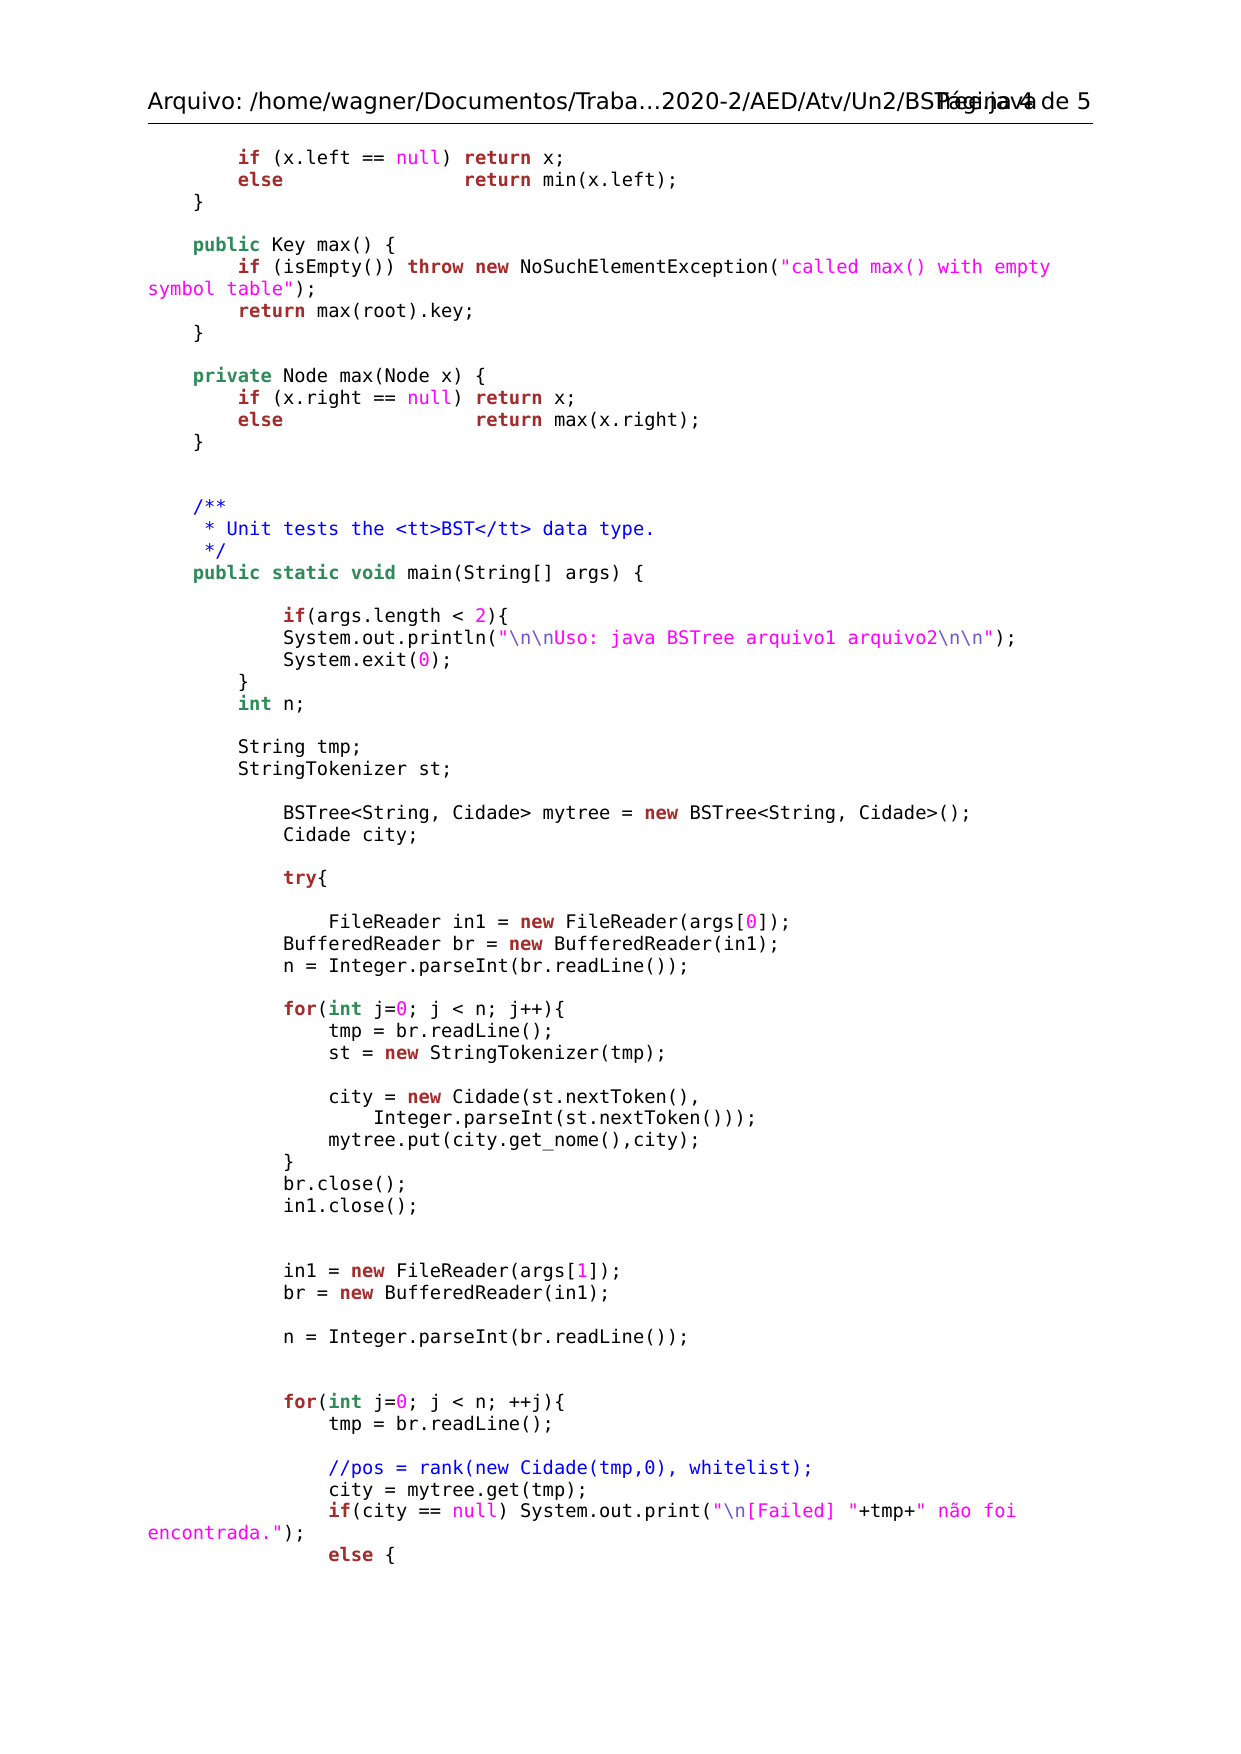 Arquivo: /home/wagner/Documentos/Traba...2020-2/AED/Atv/Un2/BSTree.java Página 4 de 5
        if (x.left == null) return x;
        else                return min(x.left);
    }

    public Key max() {
        if (isEmpty()) throw new NoSuchElementException("called max() with empty
symbol table");
        return max(root).key;
    }

    private Node max(Node x) {
        if (x.right == null) return x;
        else                 return max(x.right);
    }


    /**
     * Unit tests the <tt>BST</tt> data type.
     */
    public static void main(String[] args) {

            if(args.length < 2){
            System.out.println("\n\nUso: java BSTree arquivo1 arquivo2\n\n");
            System.exit(0);
        }
        int n;

        String tmp;
        StringTokenizer st;

            BSTree<String, Cidade> mytree = new BSTree<String, Cidade>();
            Cidade city;

            try{

                FileReader in1 = new FileReader(args[0]);
            BufferedReader br = new BufferedReader(in1);
            n = Integer.parseInt(br.readLine());

            for(int j=0; j < n; j++){
                tmp = br.readLine();
                st = new StringTokenizer(tmp);

                city = new Cidade(st.nextToken(),
                    Integer.parseInt(st.nextToken()));
                mytree.put(city.get_nome(),city);
            }
            br.close();
            in1.close();


            in1 = new FileReader(args[1]);
            br = new BufferedReader(in1);

            n = Integer.parseInt(br.readLine());


            for(int j=0; j < n; ++j){
                tmp = br.readLine();

                //pos = rank(new Cidade(tmp,0), whitelist);
                city = mytree.get(tmp);
                if(city == null) System.out.print("\n[Failed] "+tmp+" não foi
encontrada.");
                else {